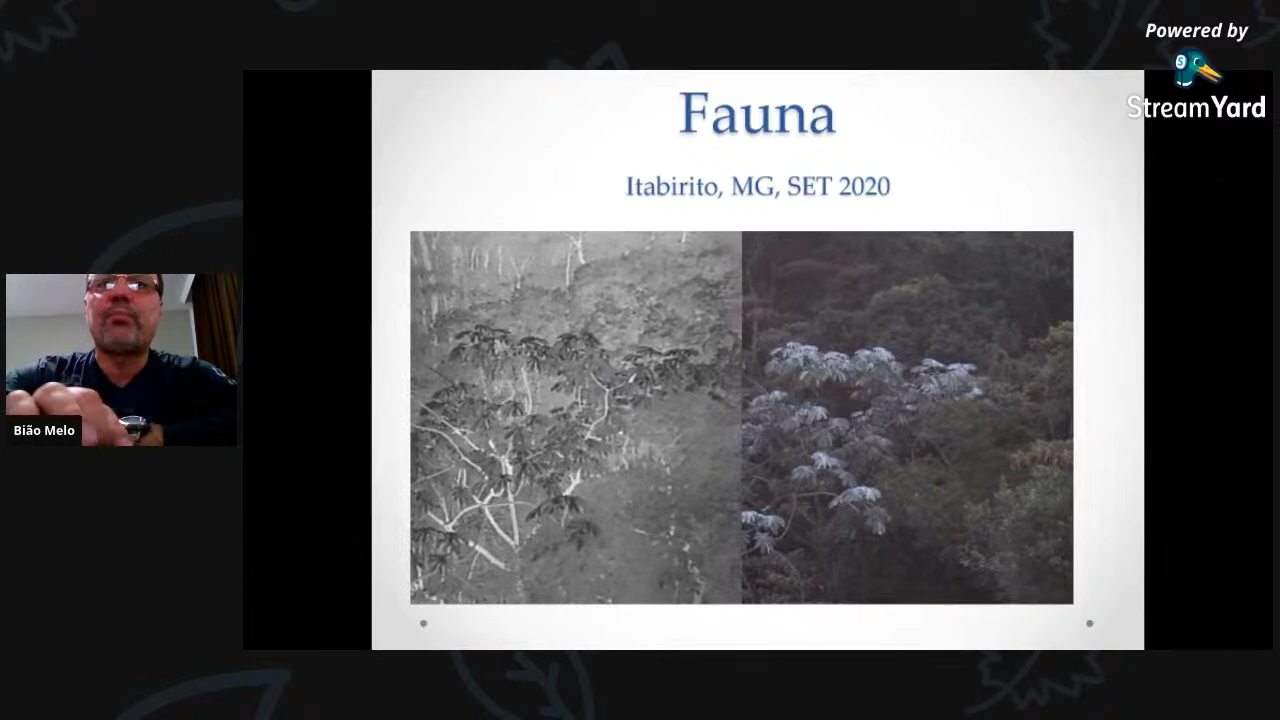 Powered by
StreamYard
Fauna
Itabirito, MG, SET 2020
Bião Melo